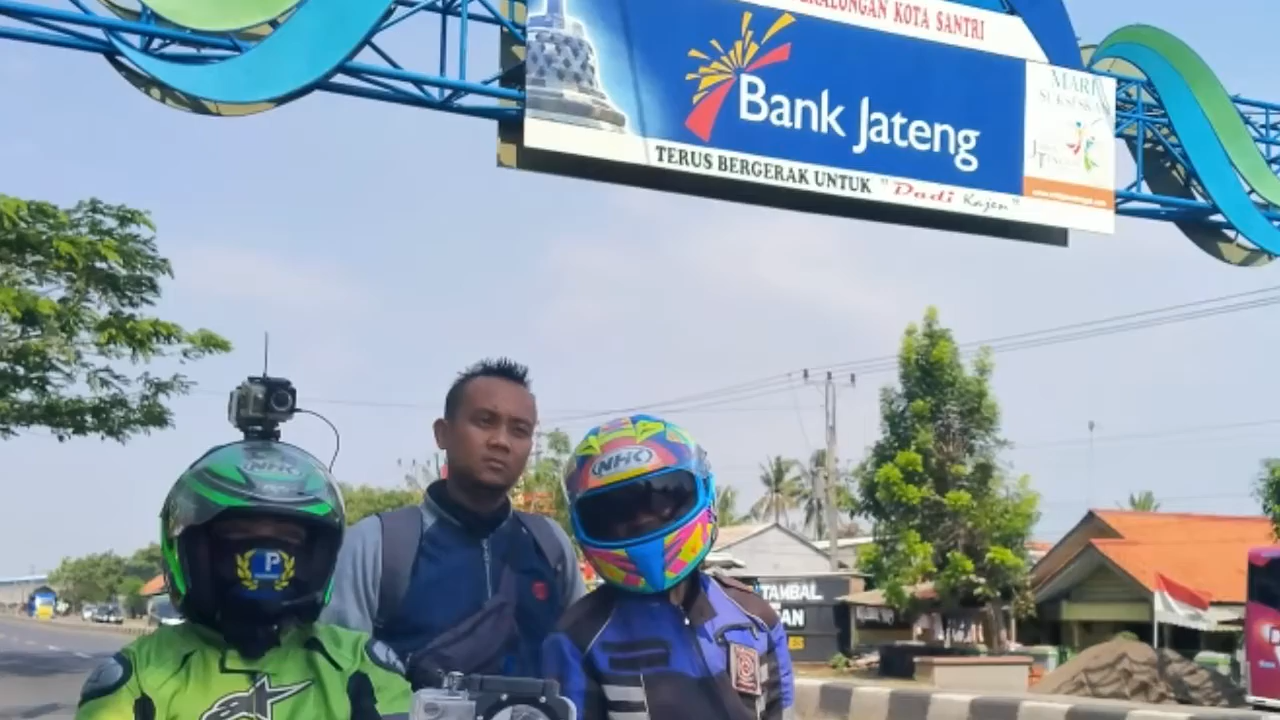 KALONGAN KOTA SANTRI
Bank Jateng
TERUS BERGERAK UNTUK "Dadi Kajen"
MARI
NHK
NHK
P
TAMBAL